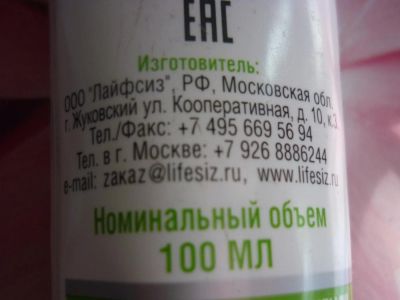 EAC
Изготовитель:
ООО "Лайфсиз", РФ, Московская обл.
г. Жуковский ул. Кооперативная, д. 10, к.3
Тел./Факс: +7 495 669 56 94
Тел. в г. Москве: +7 926 8886244
e-mail: zakaz@lifesiz.ru, www.lifesiz.ru
Номинальный объем
100 МЛ